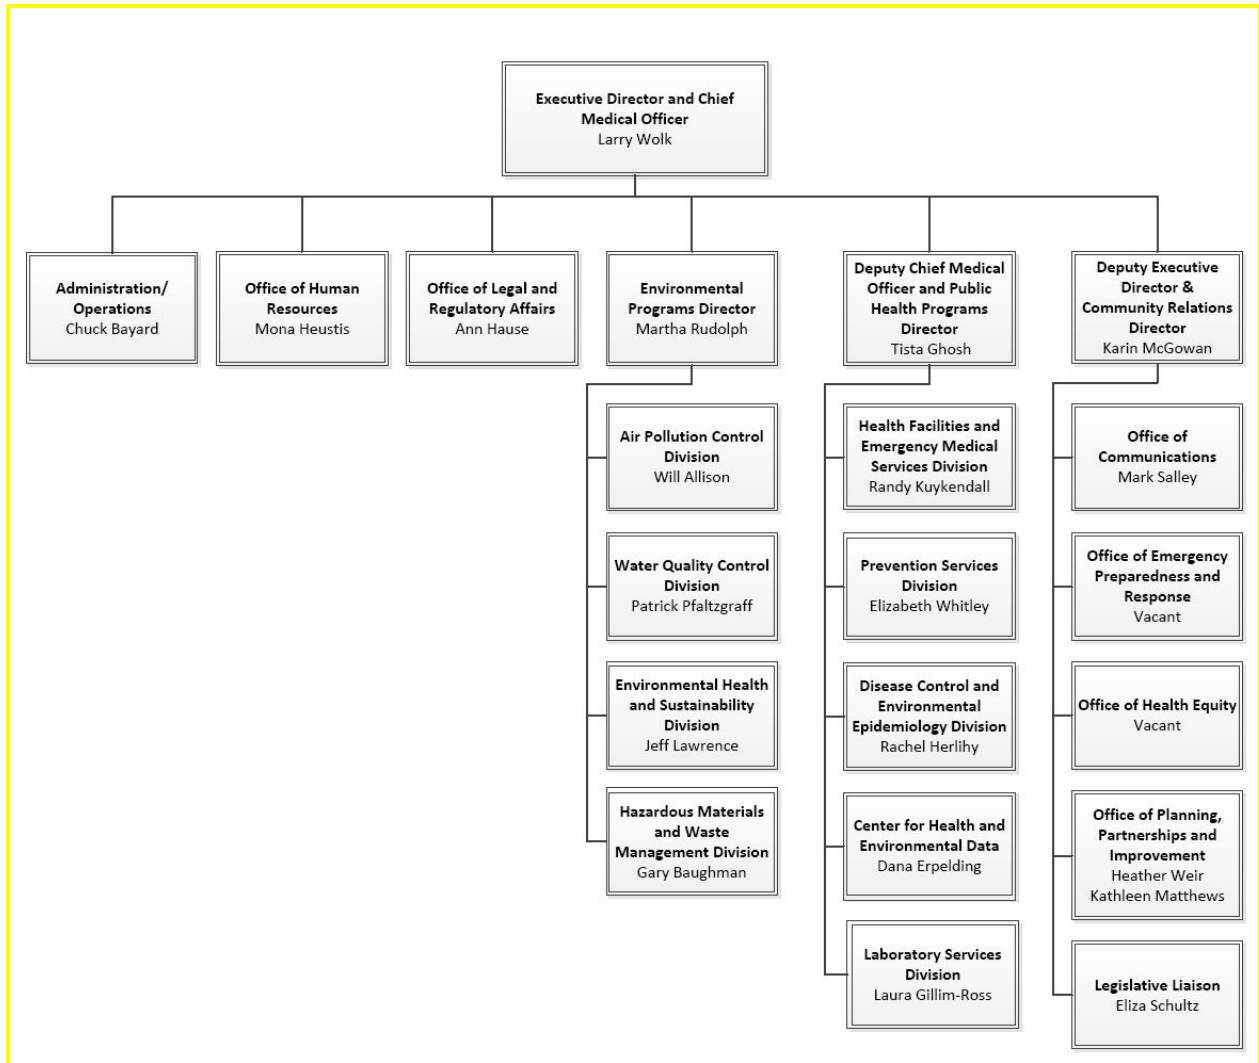 Executive Director and Chief
Medical Officer
Larry Wolk
Administration/
Operations
Chuck Bayard
Office of Human
Resources
Mona Heustis
Office of Legal and
Regulatory Affairs
Ann Hause
Environmental
Programs Director
Martha Rudolph
Deputy Chief Medical
Officer and Public
Health Programs
Director
Tista Ghosh
Deputy Executive
Director &
Community Relations
Director
Karin McGowan
Air Pollution Control
Division
Will Allison
Water Quality Control
Division
Patrick Pfaltzgraff
Environmental Health
and Sustainability
Division
Jeff Lawrence
Hazardous Materials
and Waste
Management Division
Gary Baughman
Health Facilities and
Emergency Medical
Services Division
Randy Kuykendall
Prevention Services
Division
Elizabeth Whitley
Disease Control and
Environmental
Epidemiology Division
Rachel Herlihy
Center for Health and
Environmental Data
Dana Erpelding
Laboratory Services
Division
Laura Gillim-Ross
Office of
Communications
Mark Salley
Office of Emergency
Preparedness and
Response
Vacant
Office of Health Equity
Vacant
Office of Planning,
Partnerships and
Improvement
Heather Weir
Kathleen Matthews
Legislative Liaison
Eliza Schultz